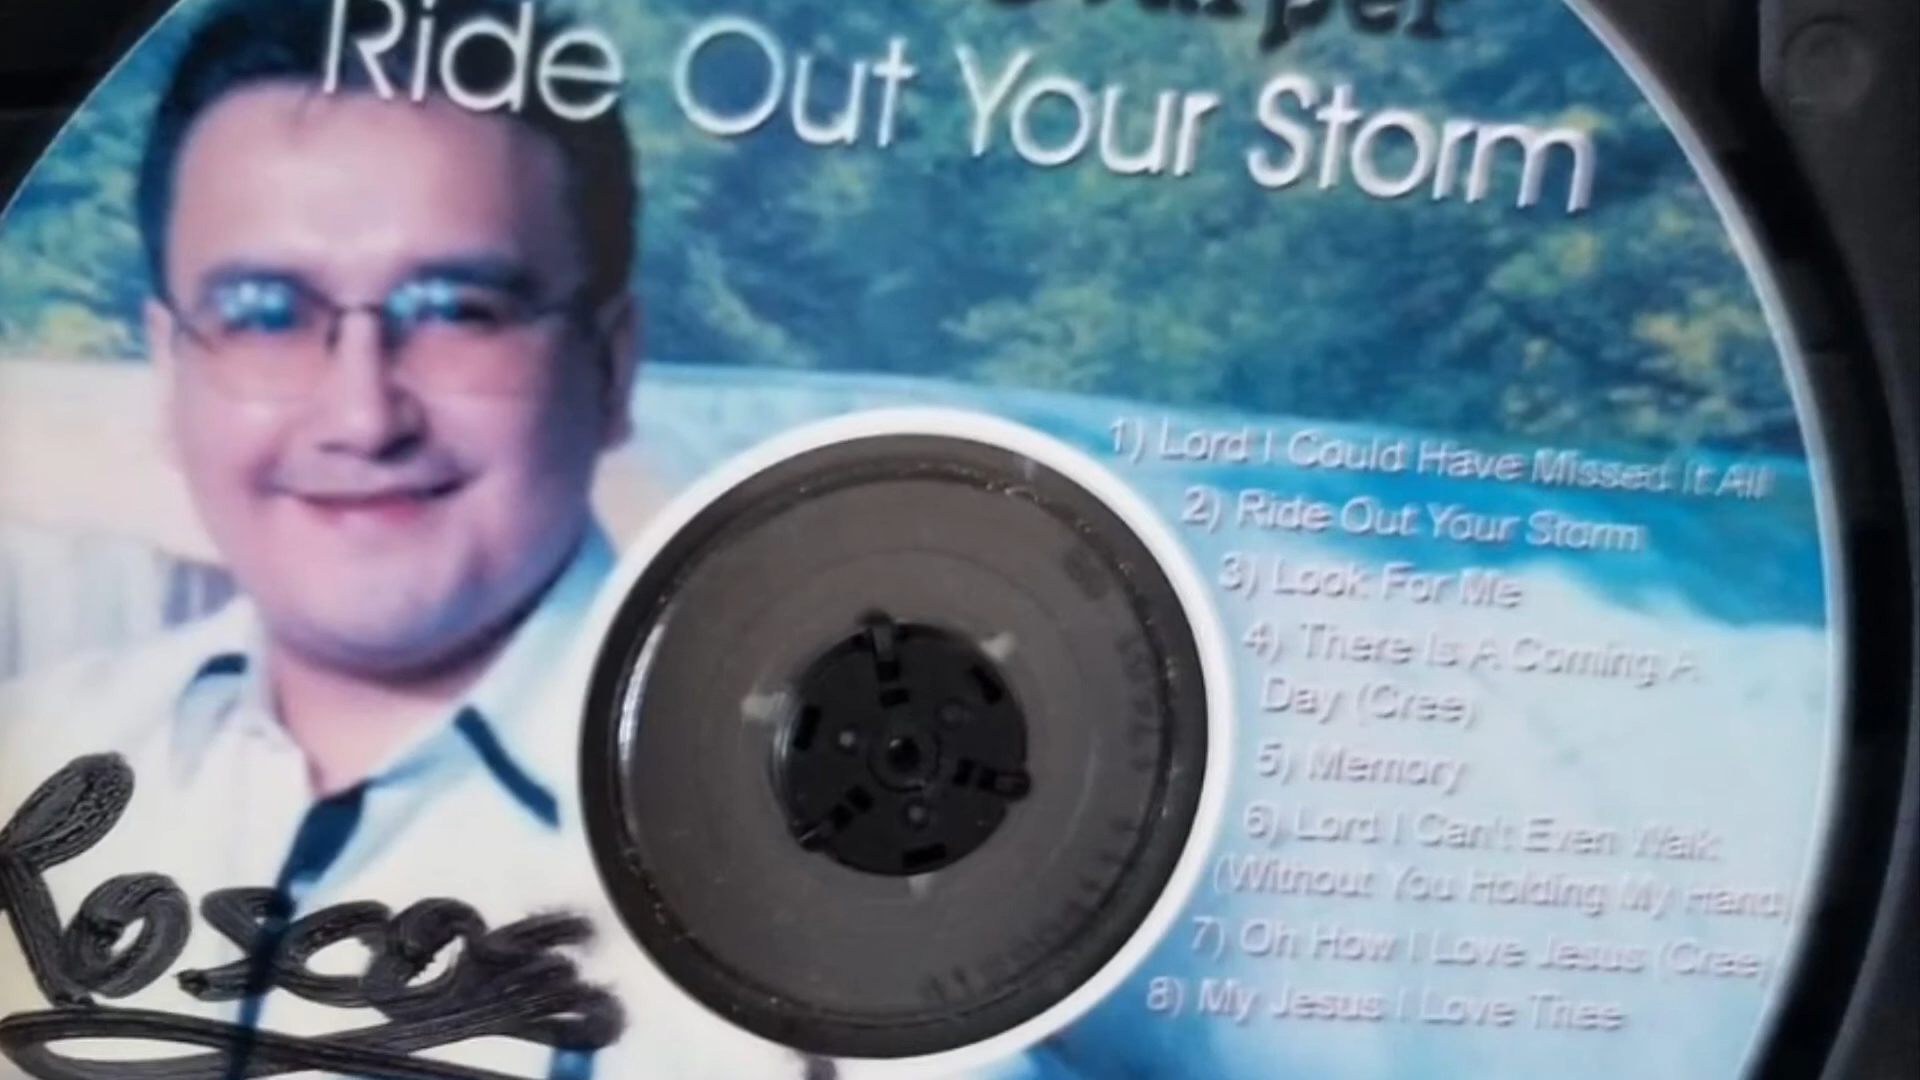 Ride Out Your Storm
1) Lord I Could Have Missed It All
2) Ride Out Your Storm
3) Look For Me
4) There Is A Coming A
Day (Cree)
5) Memory
6) Lord I Can't Even Walk
(Without You Holding My Hand)
7) Oh How I Love Jesus (Cree)
8) My Jesus I Love Thee